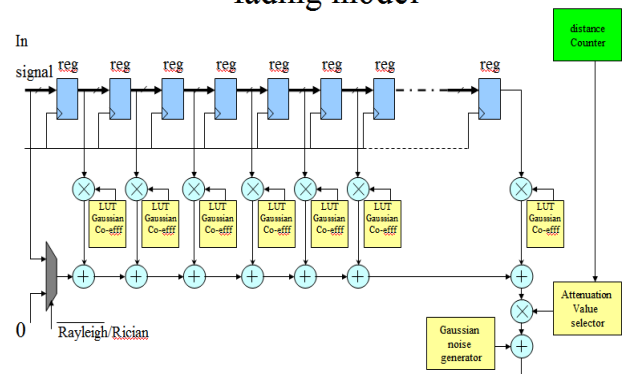 fading model
distance
Counter
In
signal
reg reg reg reg reg reg reg reg
LUT
Gaussian
Co-efff
LUT
Gaussian
Co-efff
LUT
Gaussian
Co-efff
LUT
Gaussian
Co-efff
LUT
Gaussian
Co-efff
LUT
Gaussian
Co-efff
LUT
Gaussian
Co-efff
0
Rayleigh/Rician
Attenuation
Value
selector
Gaussian
noise
generator